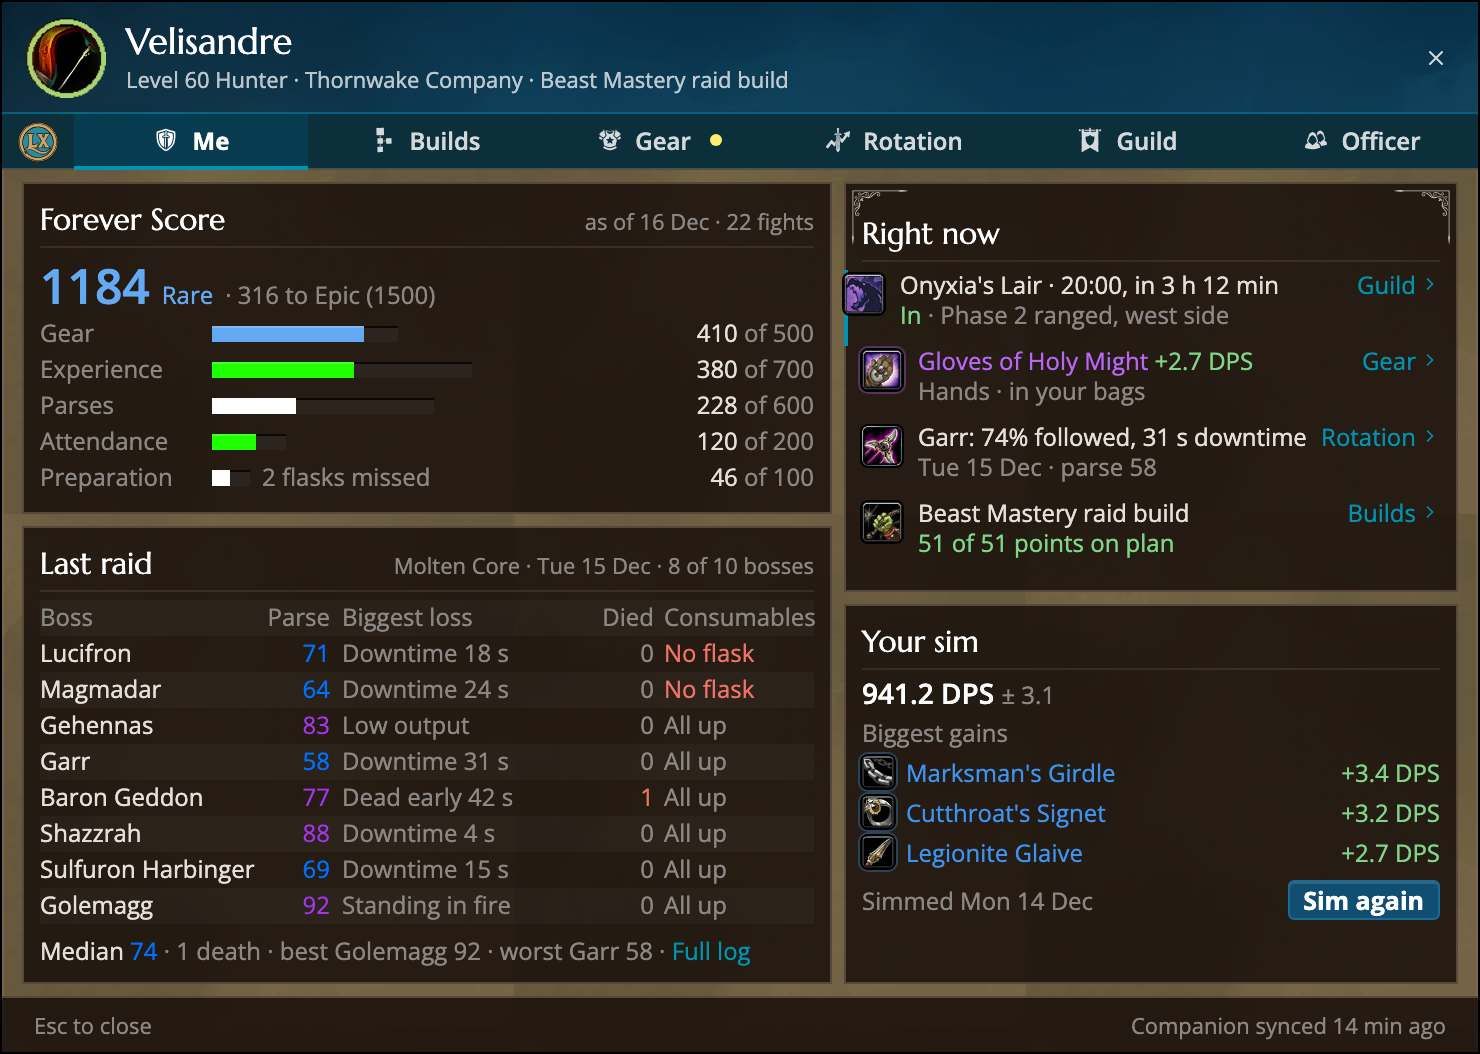 Velisandre
Level 60 Hunter · Thornwake Company · Beast Mastery raid build
×
LX
Me
Builds
Gear
Rotation
Guild
Officer
Forever Score
as of 16 Dec · 22 fights
1184 Rare · 316 to Epic (1500)
Gear 410 of 500
Experience 380 of 700
Parses 228 of 600
Attendance 120 of 200
Preparation 2 flasks missed 46 of 100
Last raid
Molten Core · Tue 15 Dec · 8 of 10 bosses
Boss Parse Biggest loss Died Consumables
Lucifron 71 Downtime 18 s 0 No flask
Magmadar 64 Downtime 24 s 0 No flask
Gehennas 83 Low output 0 All up
Garr 58 Downtime 31 s 0 All up
Baron Geddon 77 Dead early 42 s 1 All up
Shazzrah 88 Downtime 4 s 0 All up
Sulfuron Harbinger 69 Downtime 15 s 0 All up
Golemagg 92 Standing in fire 0 All up
Median 74 · 1 death · best Golemagg 92 · worst Garr 58 · Full log
Right now
Onyxia's Lair · 20:00, in 3 h 12 min Guild ›
In · Phase 2 ranged, west side
Gloves of Holy Might +2.7 DPS Gear ›
Hands · in your bags
Garr: 74% followed, 31 s downtime Rotation ›
Tue 15 Dec · parse 58
Beast Mastery raid build Builds ›
51 of 51 points on plan
Your sim
941.2 DPS ± 3.1
Biggest gains
Marksman's Girdle +3.4 DPS
Cutthroat's Signet +3.2 DPS
Legionite Glaive +2.7 DPS
Simmed Mon 14 Dec
Sim again
Esc to close
Companion synced 14 min ago